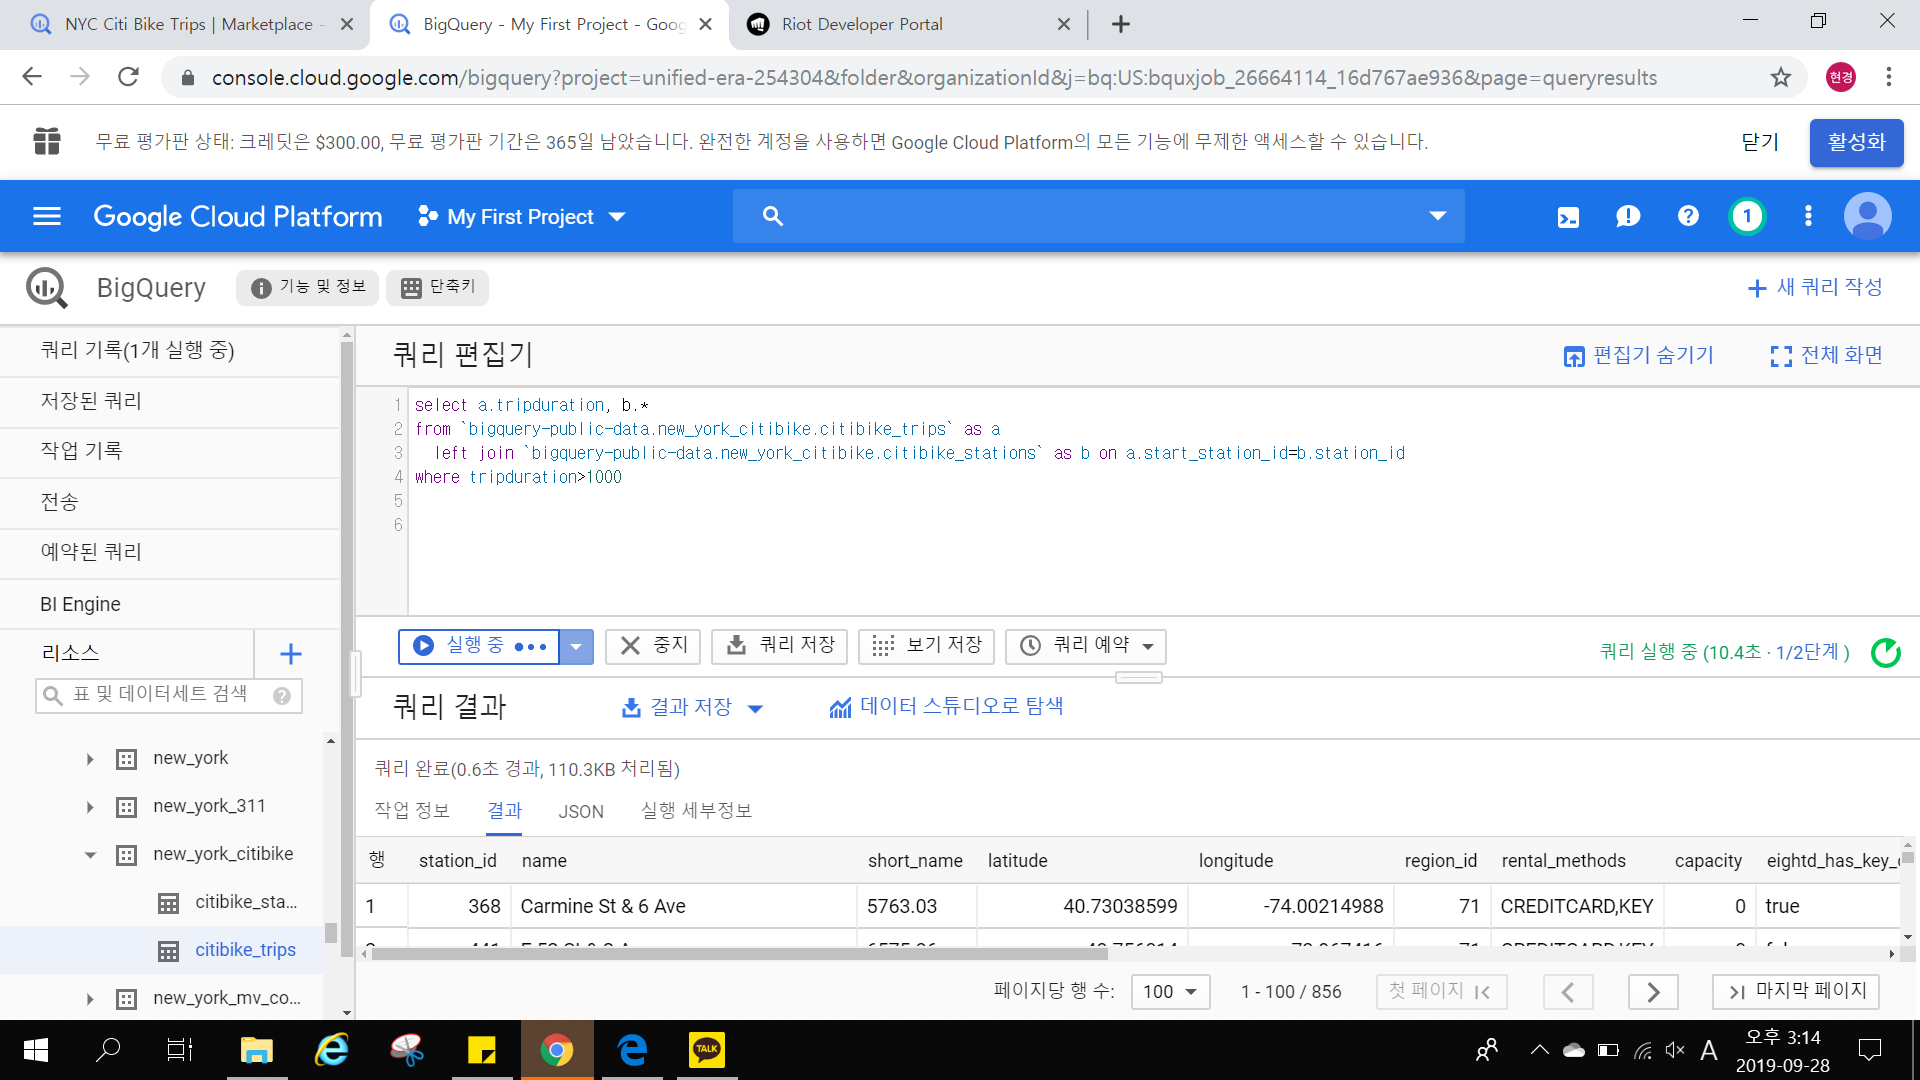 NYC Citi Bike Trips | Marketplace -
BigQuery - My First Project - Goog
Riot Developer Portal
console.cloud.google.com/bigquery?project=unified-era-254304&folder&organizationId&j=bq:US:bquxjob_26664114_16d767ae936&page=queryresults
현경
무료 평가판 상태: 크레딧은 $300.00, 무료 평가판 기간은 365일 남았습니다. 완전한 계정을 사용하면 Google Cloud Platform의 모든 기능에 무제한 액세스할 수 있습니다.
닫기
활성화
Google Cloud Platform
My First Project
1
BigQuery
기능 및 정보
단축키
새 쿼리 작성
쿼리 기록(1개 실행 중)
저장된 쿼리
작업 기록
전송
예약된 쿼리
BI Engine
리소스
표 및 데이터세트 검색
new_york
new_york_311
new_york_citibike
citibike_sta...
citibike_trips
new_york_mv_co...
쿼리 편집기
편집기 숨기기
전체 화면
1 select a.tripduration, b.*
2 from `bigquery-public-data.new_york_citibike.citibike_trips` as a
3 left join `bigquery-public-data.new_york_citibike.citibike_stations` as b on a.start_station_id=b.station_id
4 where tripduration>1000
5
6
실행 중
중지
쿼리 저장
보기 저장
쿼리 예약
쿼리 실행 중 (10.4초 · 1/2단계 )
쿼리 결과
결과 저장
데이터 스튜디오로 탐색
쿼리 완료(0.6초 경과, 110.3KB 처리됨)
작업 정보 결과 JSON 실행 세부정보
행 station_id name short_name latitude longitude region_id rental_methods capacity eightd_has_key_
1 368 Carmine St & 6 Ave 5763.03 40.73038599 -74.00214988 71 CREDITCARD,KEY 0 true
페이지당 행 수: 100 1 - 100 / 856 첫 페이지 마지막 페이지
TALK
A
오후 3:14
2019-09-28